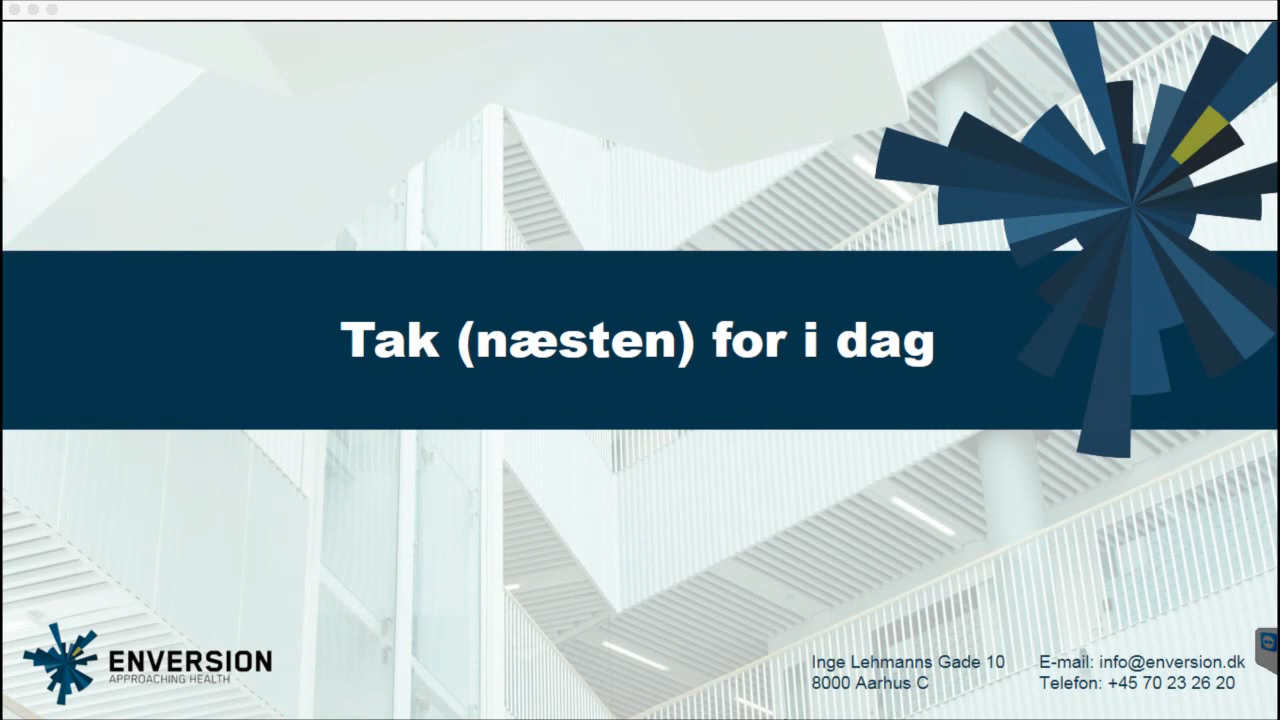 Tak (næsten) for i dag
ENVERSION
APPROACHING HEALTH
Inge Lehmanns Gade 10
8000 Aarhus C
E-mail: info@enversion.dk
Telefon: +45 70 23 26 20